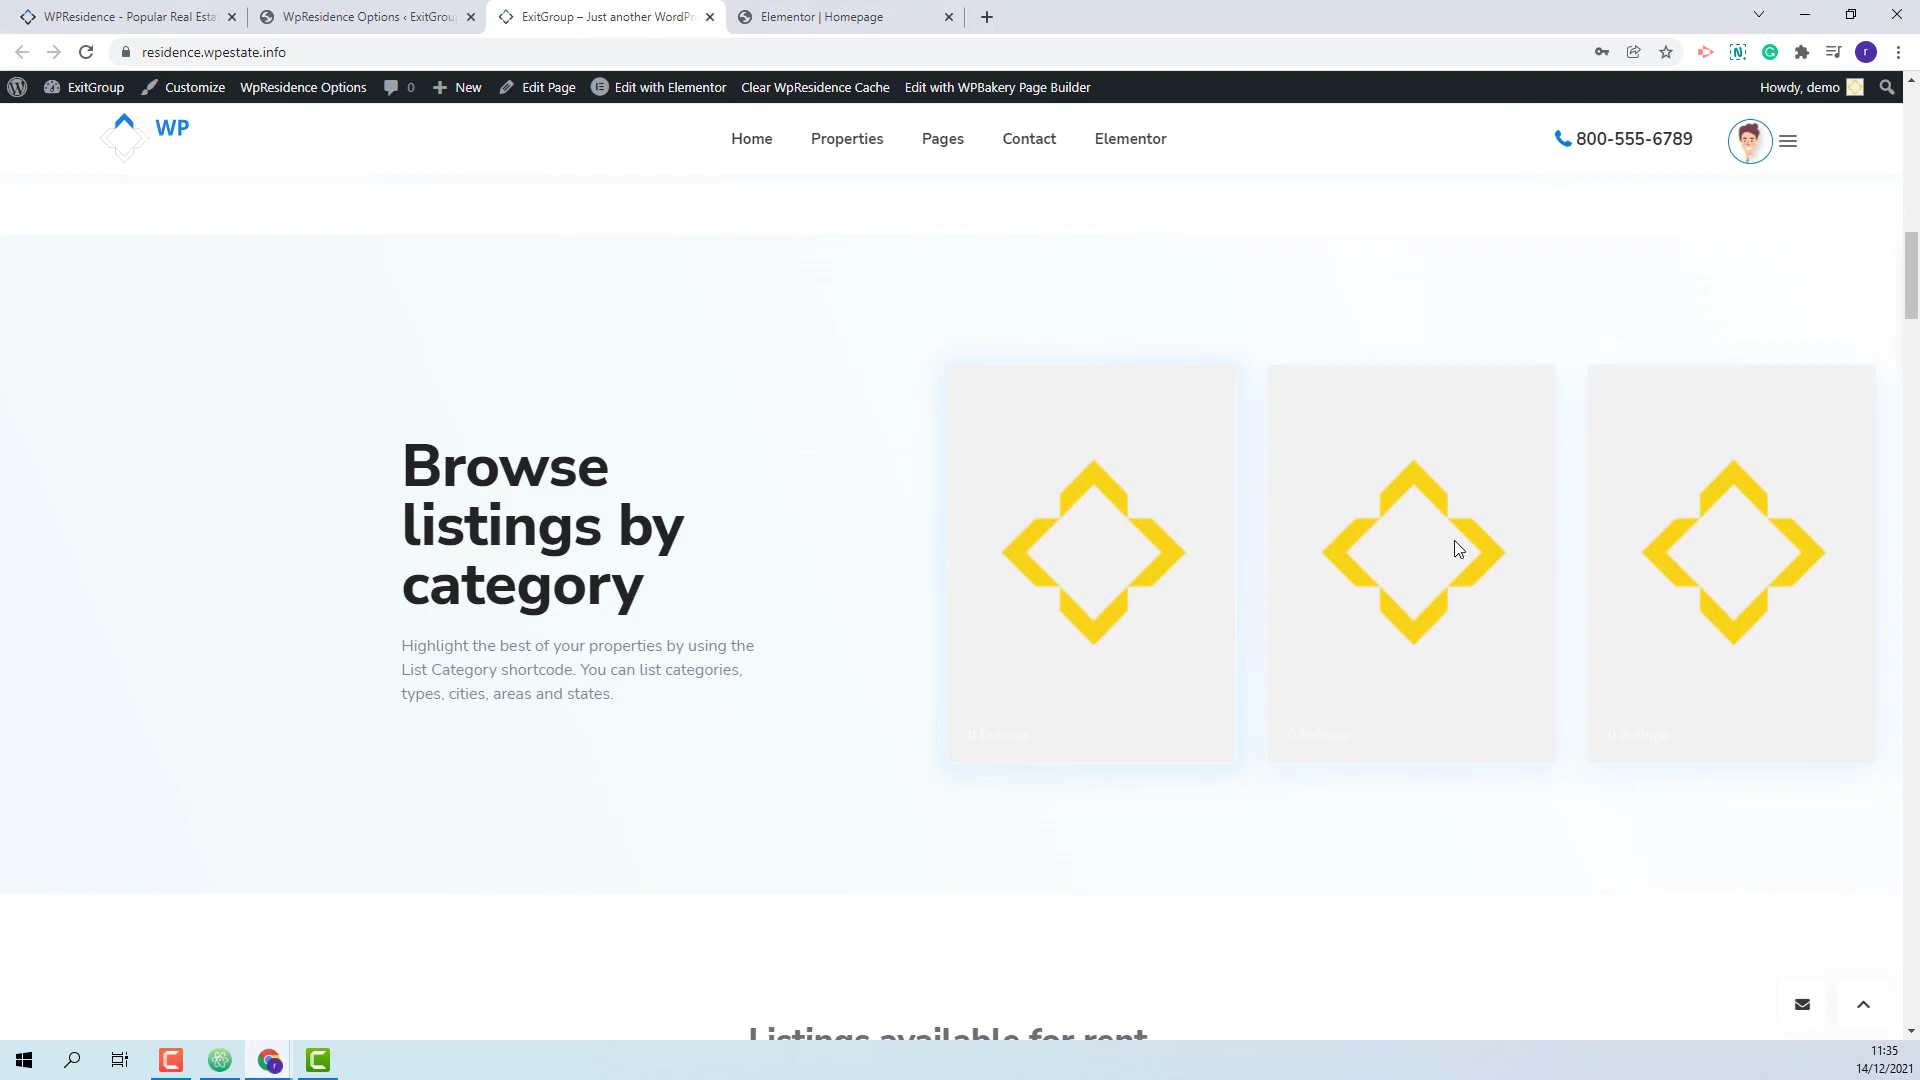 WPResidence - Popular Real Esta
WpResidence Options ‹ ExitGrou
ExitGroup – Just another WordPr
Elementor | Homepage
residence.wpestate.info
ExitGroup
Customize
WpResidence Options
0
New
Edit Page
Edit with Elementor
Clear WpResidence Cache
Edit with WPBakery Page Builder
Howdy, demo
WP
Home
Properties
Pages
Contact
Elementor
800-555-6789
Browse
listings by
category
Highlight the best of your properties by using the
List Category shortcode. You can list categories,
types, cities, areas and states.
Listings available for rent
11:35
14/12/2021